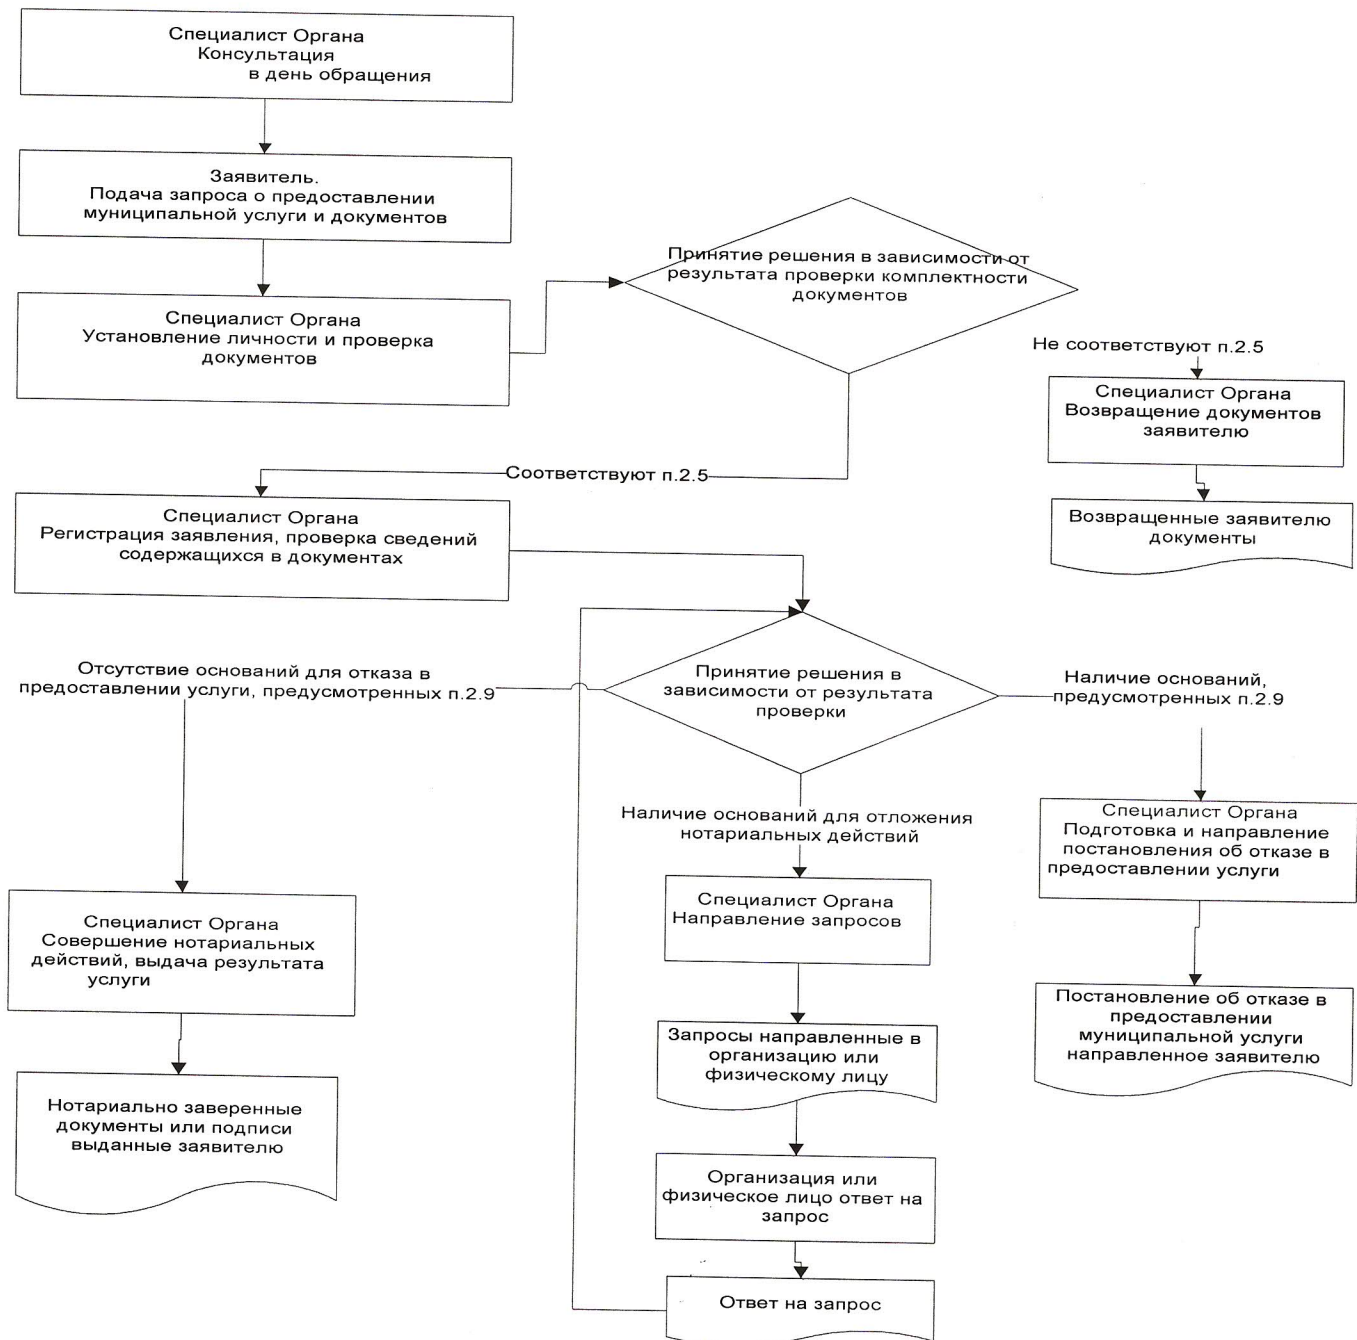 Специалист Органа
Консультация
в день обращения
Заявитель.
Подача запроса о предоставлении
муниципальной услуги и документов
Принятие решения в зависимости от
результата проверки комплектности
документов
Специалист Органа
Установление личности и проверка
документов
Не соответствуют п.2.5
Специалист Органа
Возвращение документов
заявителю
Соответствуют п.2.5
Возвращенные заявителю
документы
Специалист Органа
Регистрация заявления, проверка сведений
содержащихся в документах
Отсутствие оснований для отказа в
предоставлении услуги, предусмотренных п.2.9
Принятие решения в
зависимости от результата
проверки
Наличие оснований,
предусмотренных п.2.9
Наличие оснований для отложения
нотариальных действий
Специалист Органа
Подготовка и направление
постановления об отказе в
предоставлении услуги
Специалист Органа
Направление запросов
Специалист Органа
Совершение нотариальных
действий, выдача результата
услуги
Постановление об отказе в
предоставлении
муниципальной услуги
направленное заявителю
Запросы направленные в
организацию или
физическому лицу
Нотариально заверенные
документы или подписи
выданные заявителю
Организация или
физическое лицо ответ на
запрос
Ответ на запрос